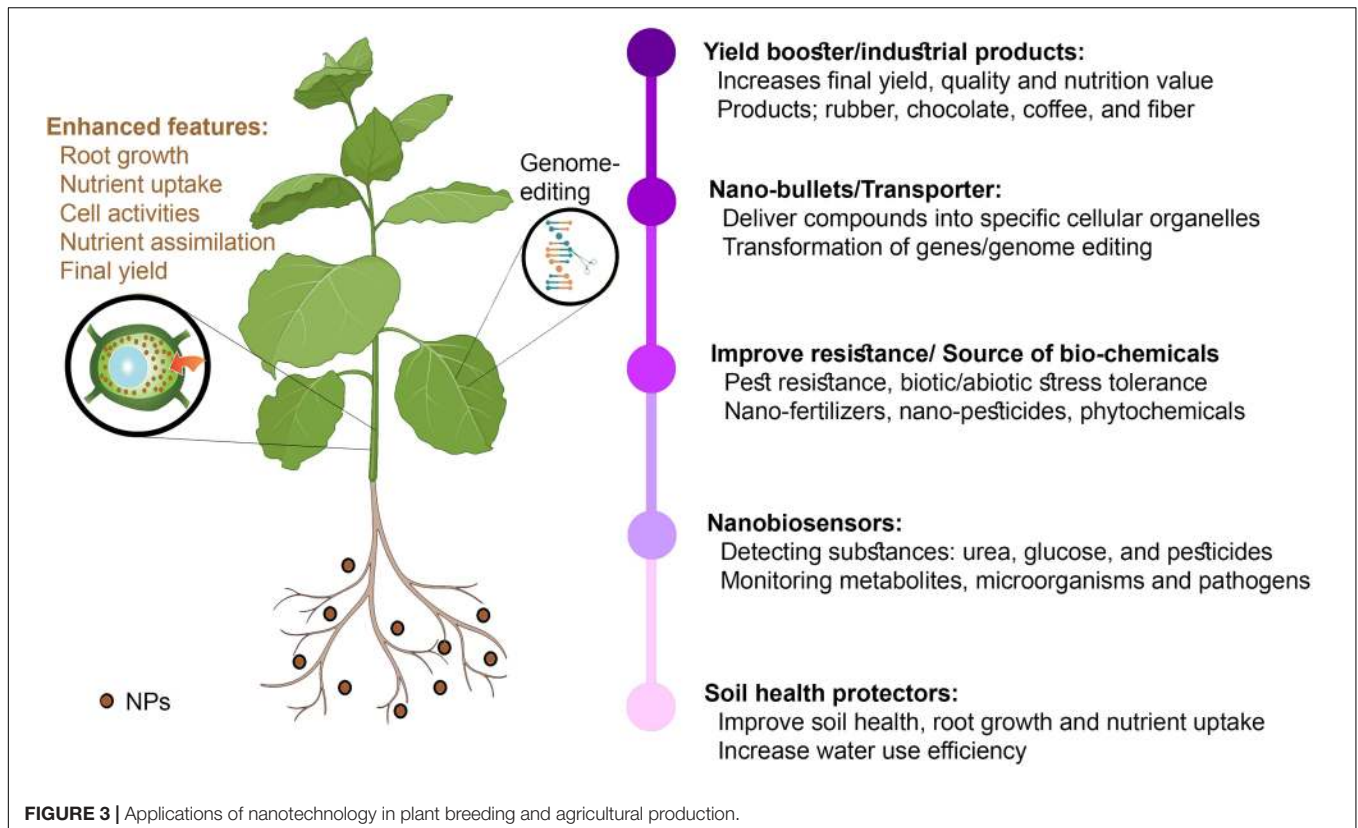 Enhanced features:
Root growth
Nutrient uptake
Cell activities
Nutrient assimilation
Final yield
Genome-
editing
NPs
Yield booster/industrial products:
Increases final yield, quality and nutrition value
Products; rubber, chocolate, coffee, and fiber
Nano-bullets/Transporter:
Deliver compounds into specific cellular organelles
Transformation of genes/genome editing
Improve resistance/ Source of bio-chemicals
Pest resistance, biotic/abiotic stress tolerance
Nano-fertilizers, nano-pesticides, phytochemicals
Nanobiosensors:
Detecting substances: urea, glucose, and pesticides
Monitoring metabolites, microorganisms and pathogens
Soil health protectors:
Improve soil health, root growth and nutrient uptake
Increase water use efficiency
FIGURE 3 | Applications of nanotechnology in plant breeding and agricultural production.